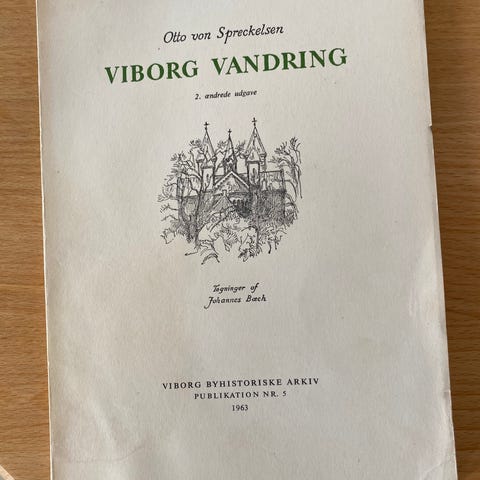 Otto von Spreckelsen
VIBORG VANDRING
2. ændrede udgave
Tegninger af
Johannes Bæch
VIBORG BYHISTORISKE ARKIV
PUBLIKATION NR. 5
1963